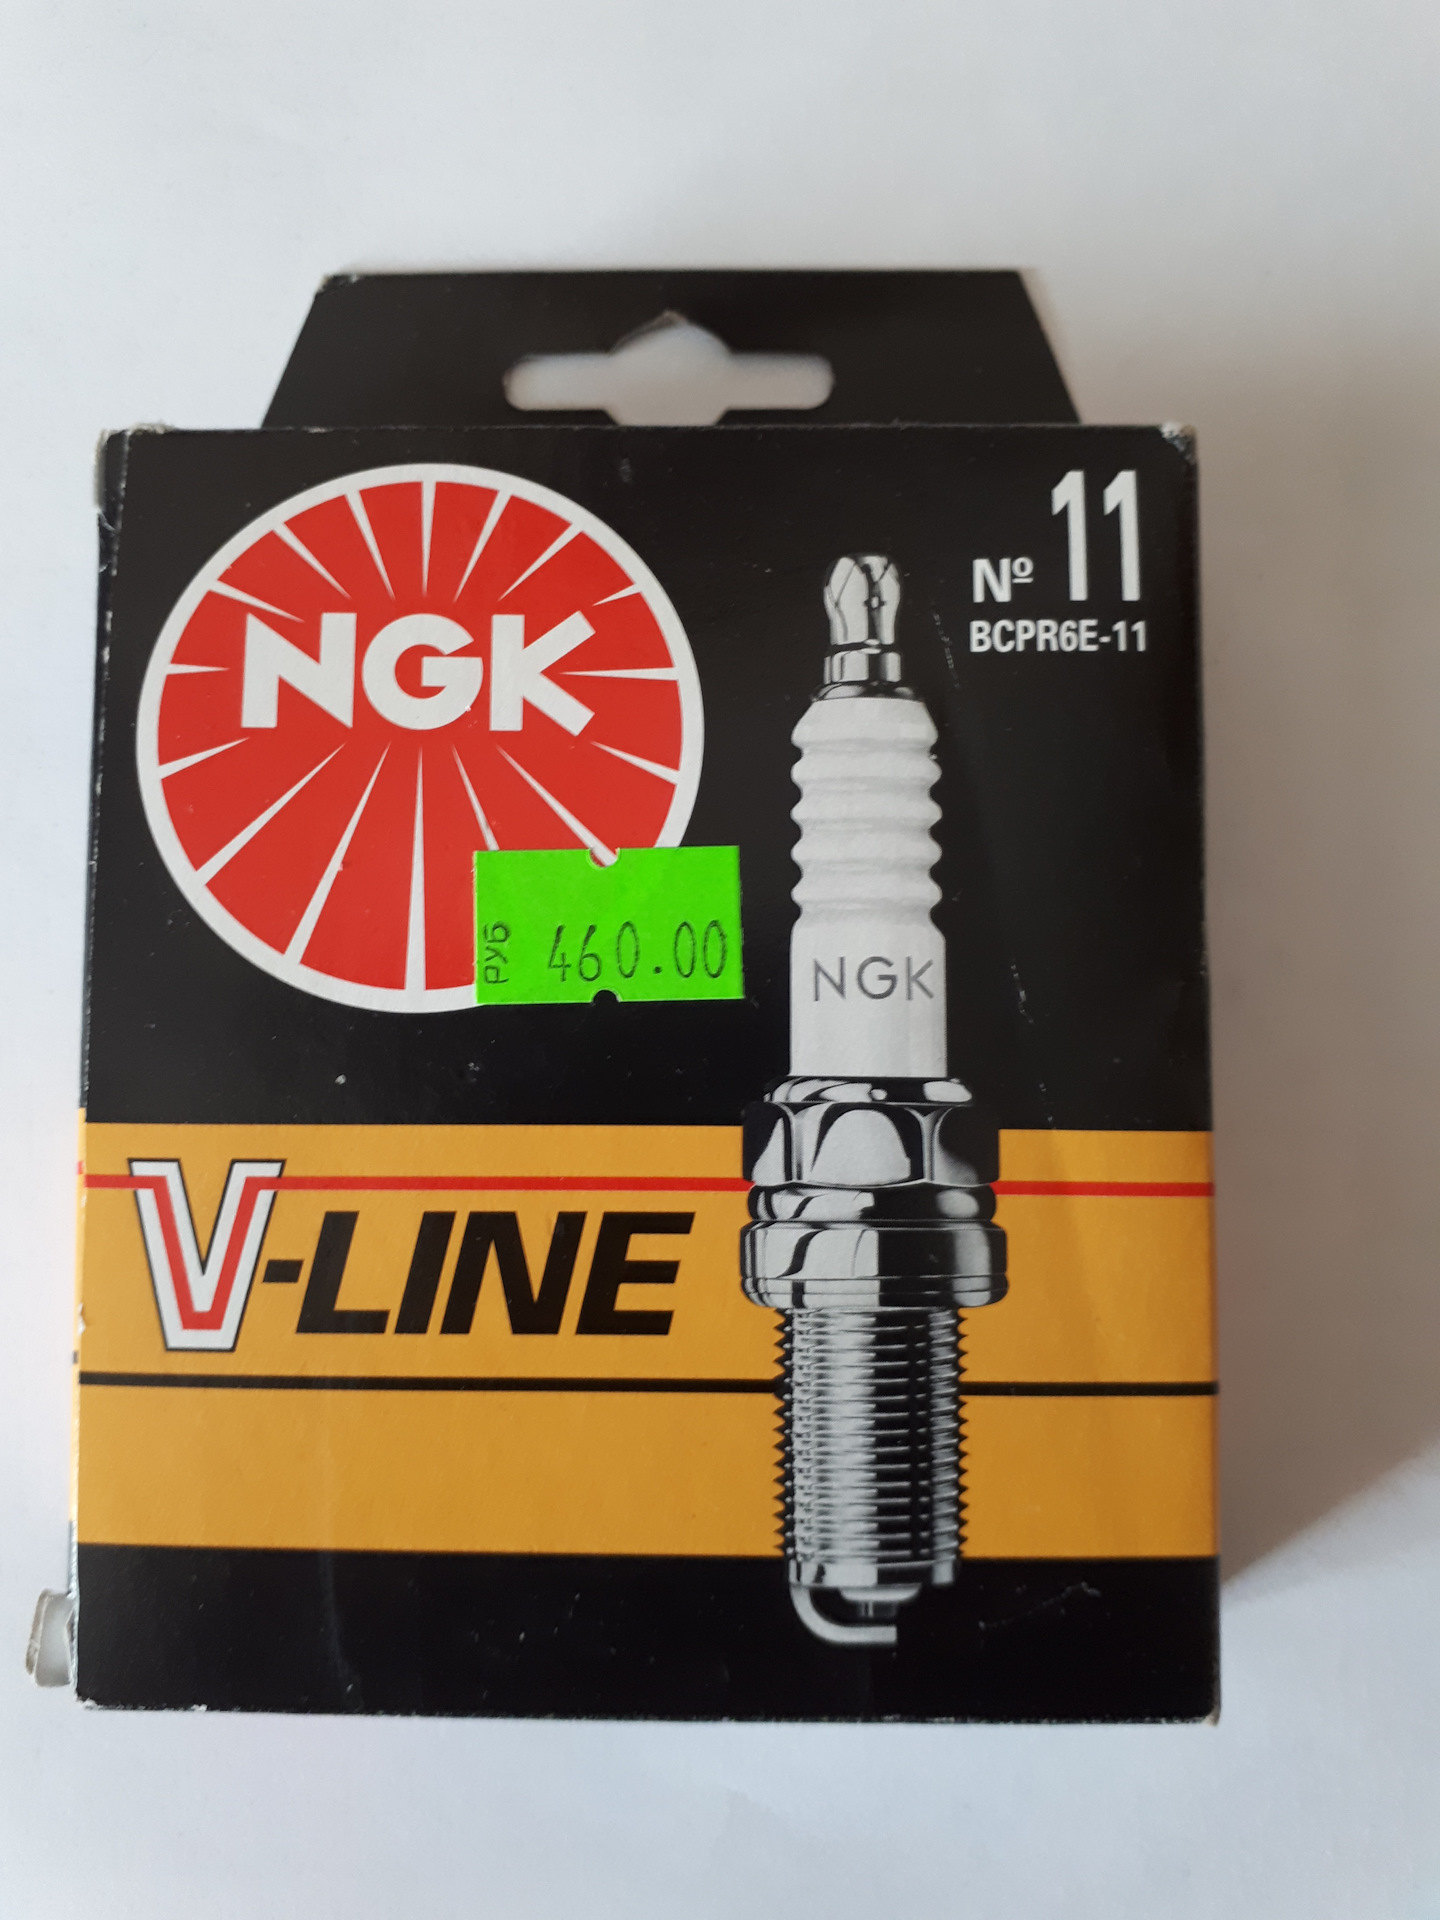 NGK
Nº 11
BCPR6E-11
РУБ 460.00
NGK
V-LINE